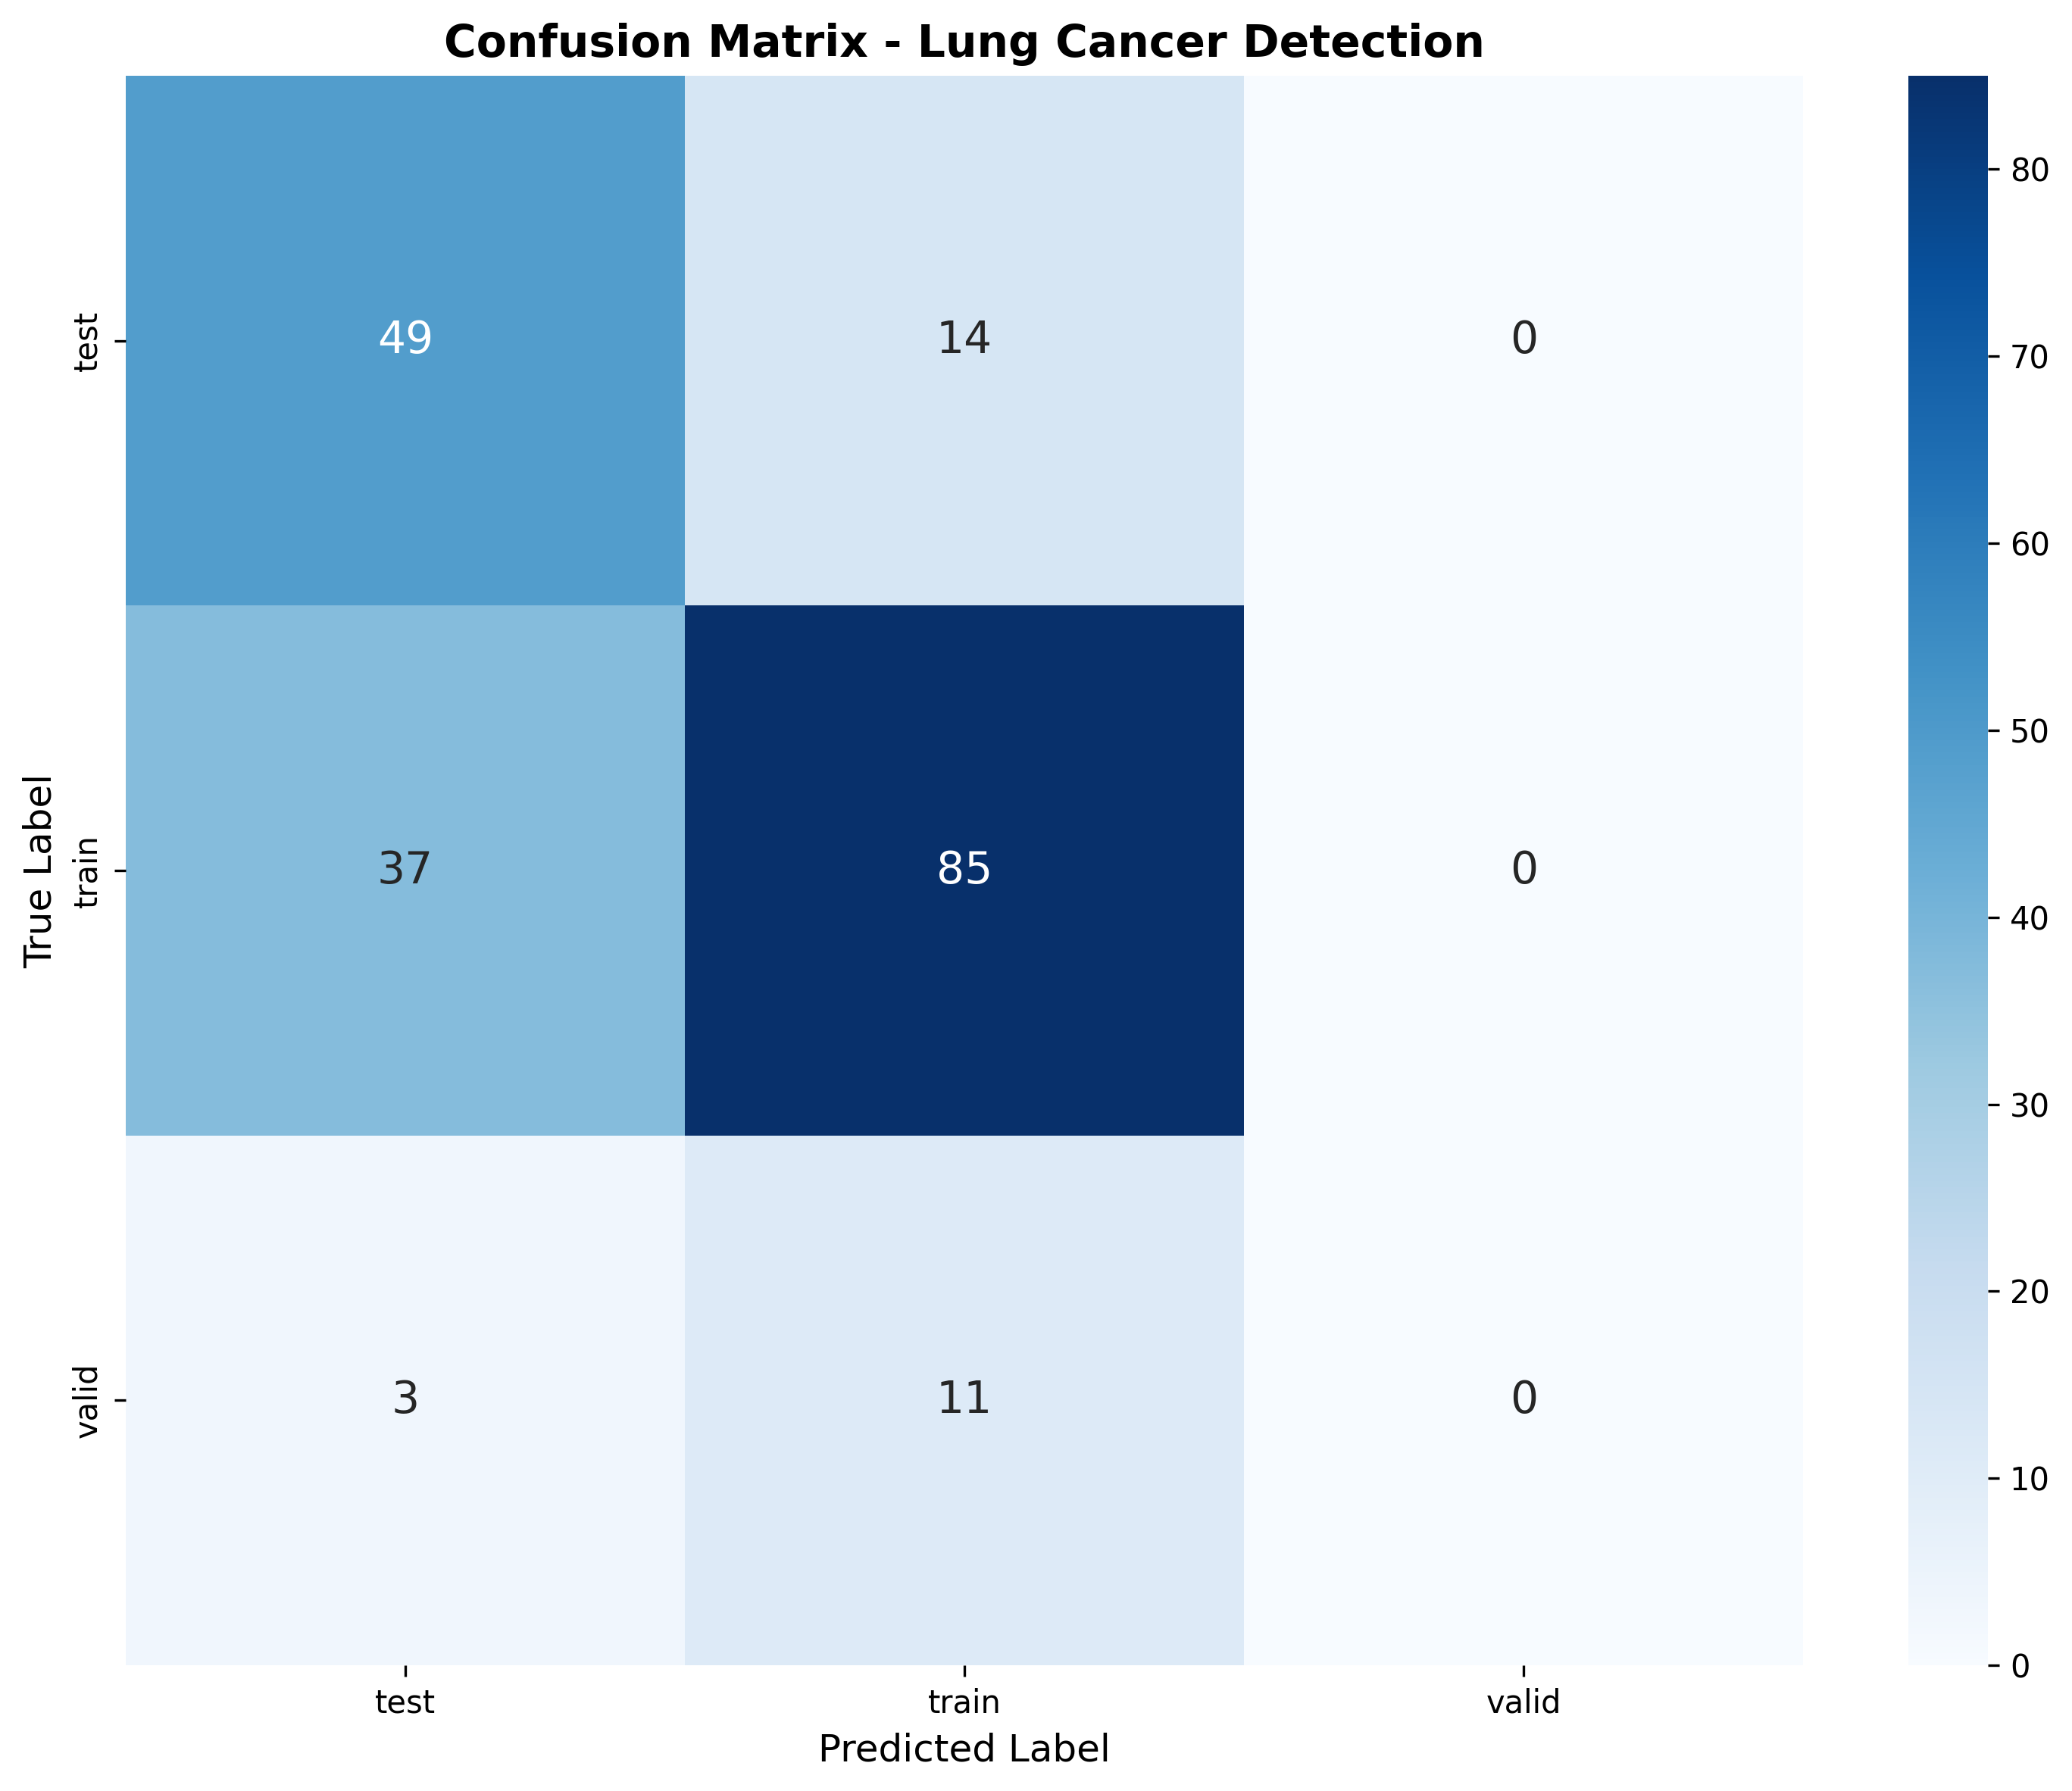 Confusion Matrix - Lung Cancer Detection
True Label
test
49
14
0
train
37
85
0
valid
3
11
0
test
train
valid
Predicted Label
80
70
60
50
40
30
20
10
0